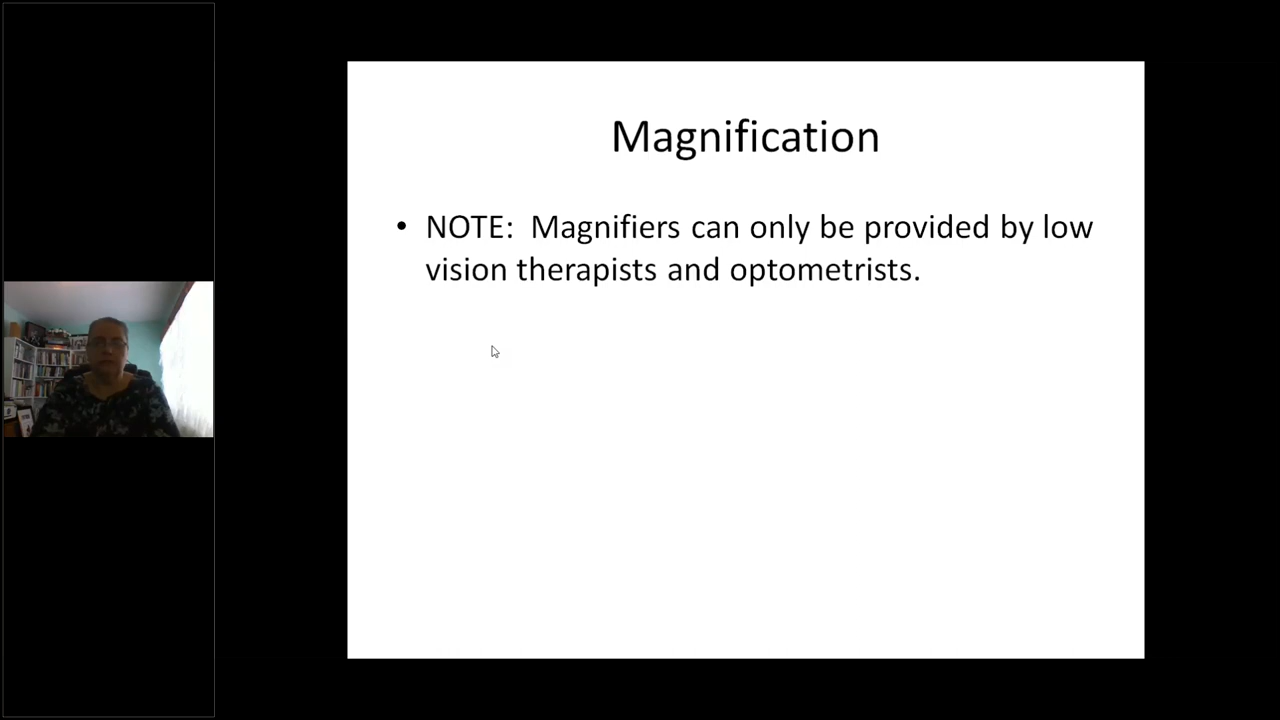 Magnification
• NOTE:  Magnifiers can only be provided by low
vision therapists and optometrists.